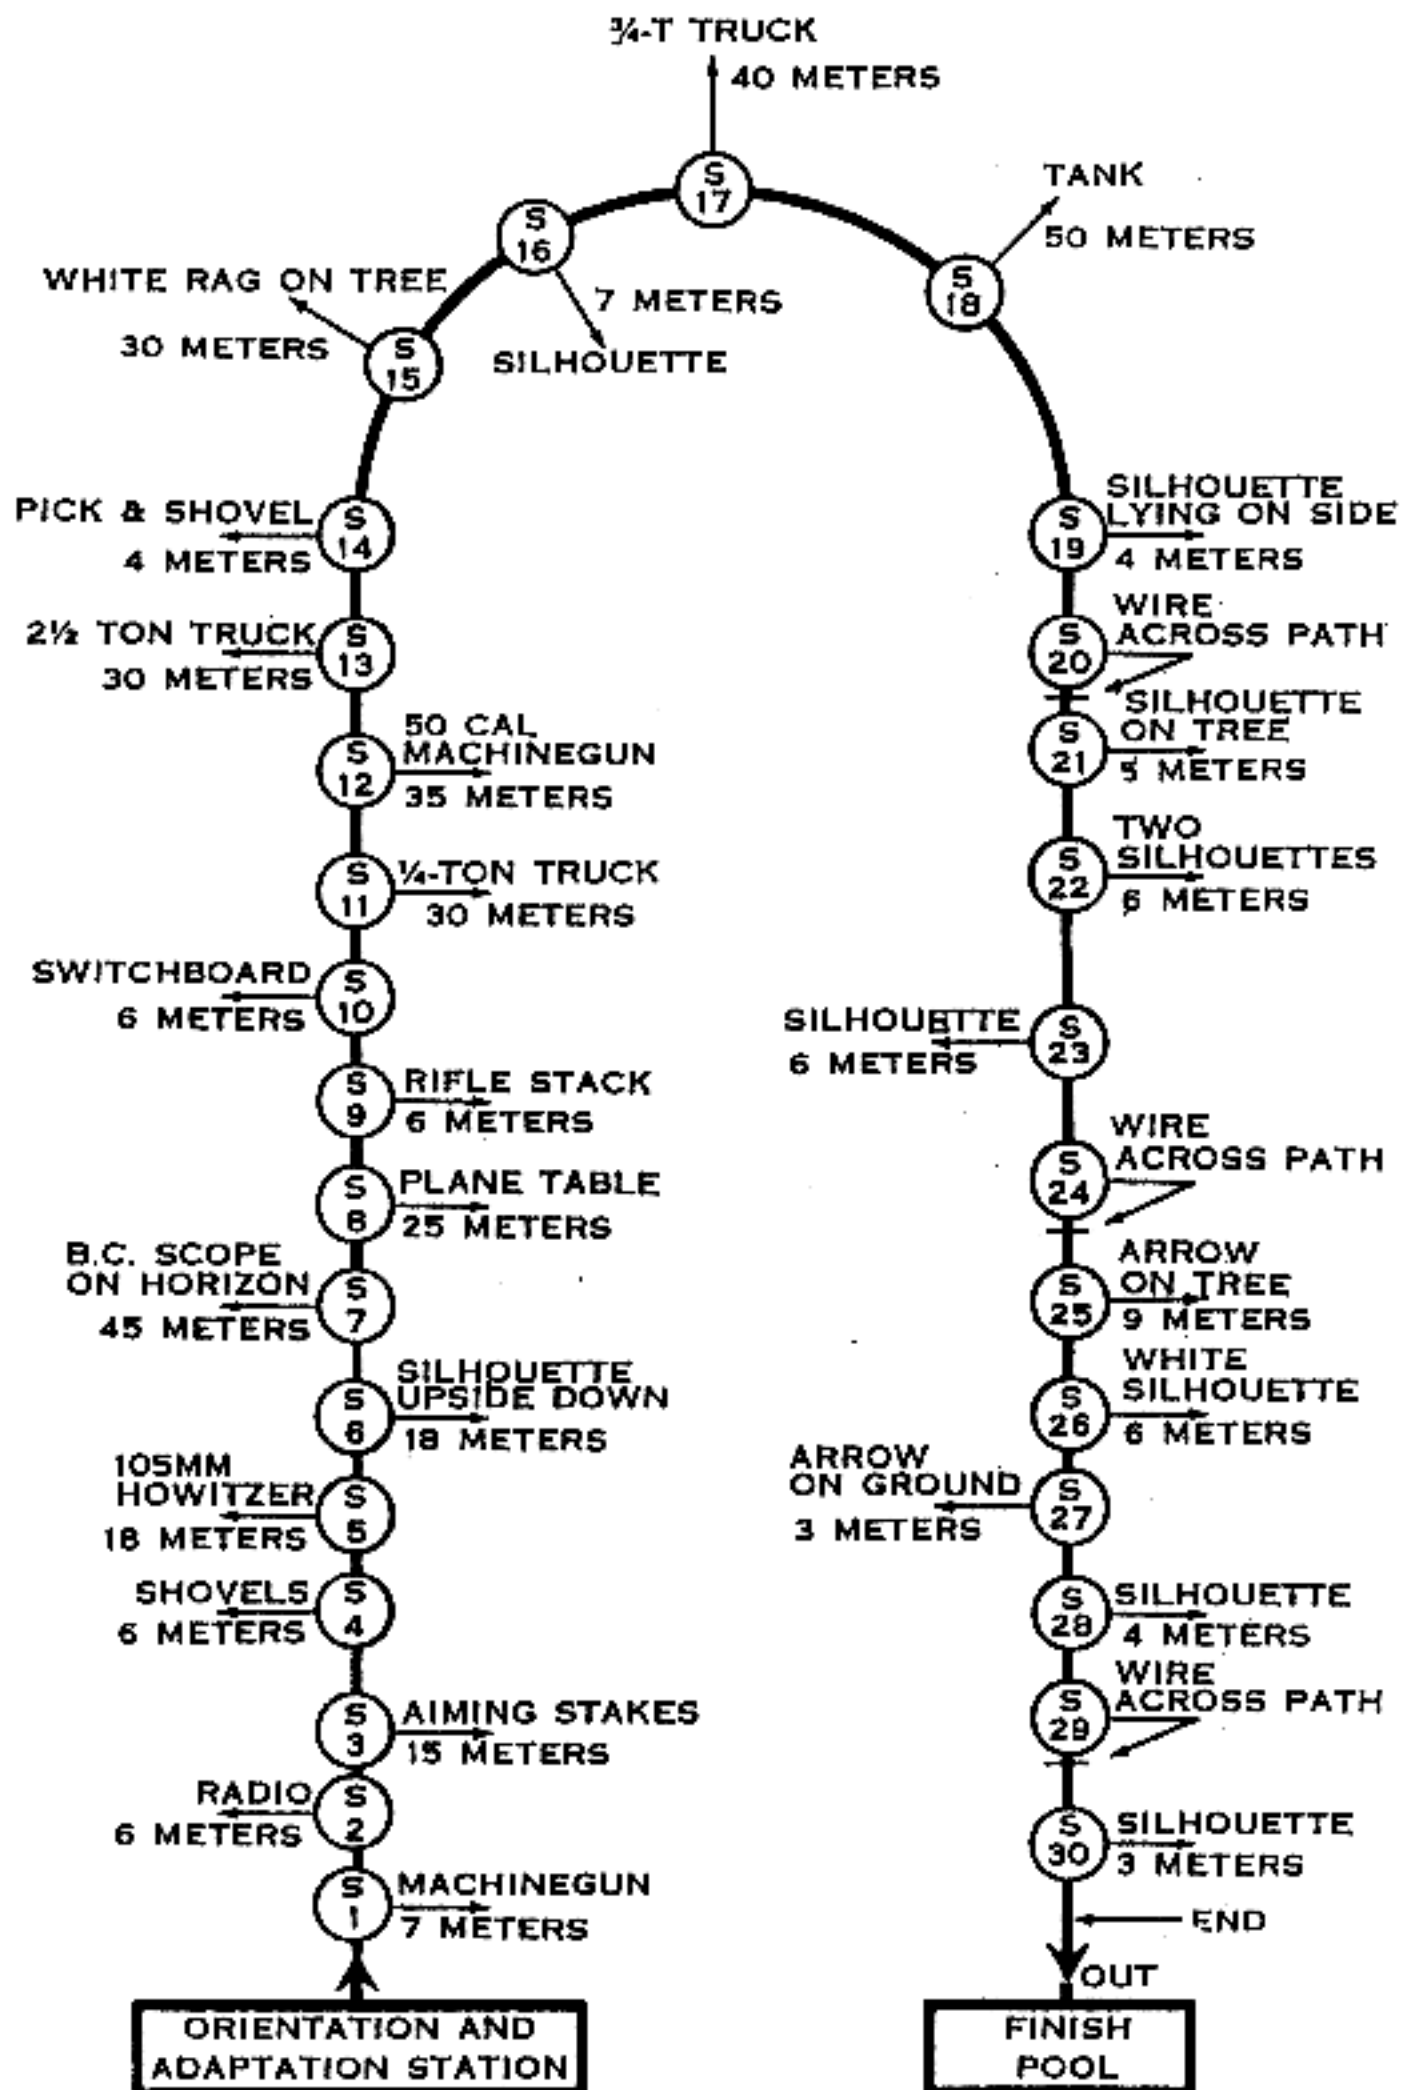 ¾-T TRUCK
40 METERS
S
17
TANK
50 METERS
S
18
S
16
7 METERS
SILHOUETTE
WHITE RAG ON TREE
30 METERS
S
15
PICK & SHOVEL
4 METERS
S
14
2½ TON TRUCK
30 METERS
S
13
50 CAL
MACHINEGUN
35 METERS
S
12
¼-TON TRUCK
30 METERS
S
11
SWITCHBOARD
6 METERS
S
10
RIFLE STACK
6 METERS
S
9
PLANE TABLE
25 METERS
S
8
B.C. SCOPE
ON HORIZON
45 METERS
S
7
SILHOUETTE
UPSIDE DOWN
18 METERS
S
6
105MM
HOWITZER
18 METERS
S
5
SHOVELS
6 METERS
S
4
AIMING STAKES
15 METERS
S
3
RADIO
6 METERS
S
2
MACHINEGUN
7 METERS
S
1
ORIENTATION AND
ADAPTATION STATION
SILHOUETTE
LYING ON SIDE
4 METERS
S
19
WIRE
ACROSS PATH
S
20
SILHOUETTE
ON TREE
5 METERS
S
21
TWO
SILHOUETTES
6 METERS
S
22
SILHOUETTE
6 METERS
S
23
WIRE
ACROSS PATH
S
24
ARROW
ON TREE
9 METERS
S
25
WHITE
SILHOUETTE
6 METERS
S
26
ARROW
ON GROUND
3 METERS
S
27
SILHOUETTE
4 METERS
S
28
WIRE
ACROSS PATH
S
29
SILHOUETTE
3 METERS
S
30
END
OUT
FINISH
POOL